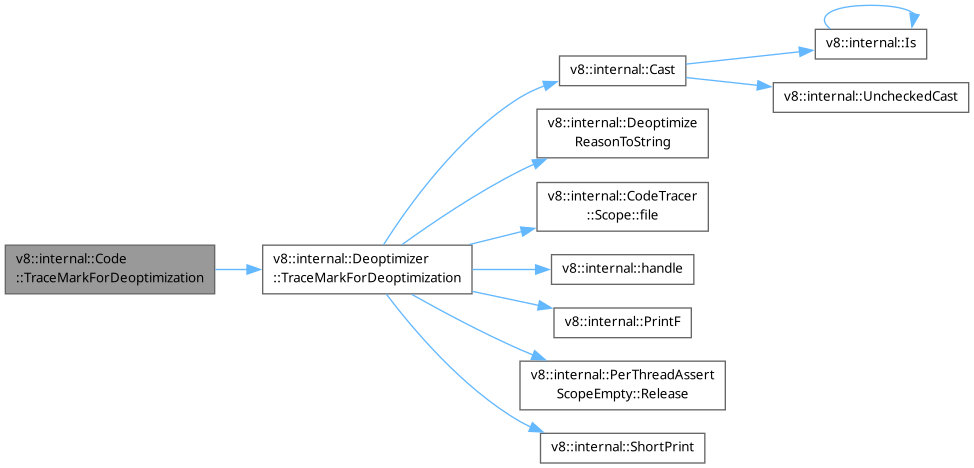 v8::internal::Code
::TraceMarkForDeoptimization
v8::internal::Deoptimizer
::TraceMarkForDeoptimization
v8::internal::Cast
v8::internal::Is
v8::internal::UncheckedCast
v8::internal::Deoptimize
ReasonToString
v8::internal::CodeTracer
::Scope::file
v8::internal::handle
v8::internal::PrintF
v8::internal::PerThreadAssert
ScopeEmpty::Release
v8::internal::ShortPrint